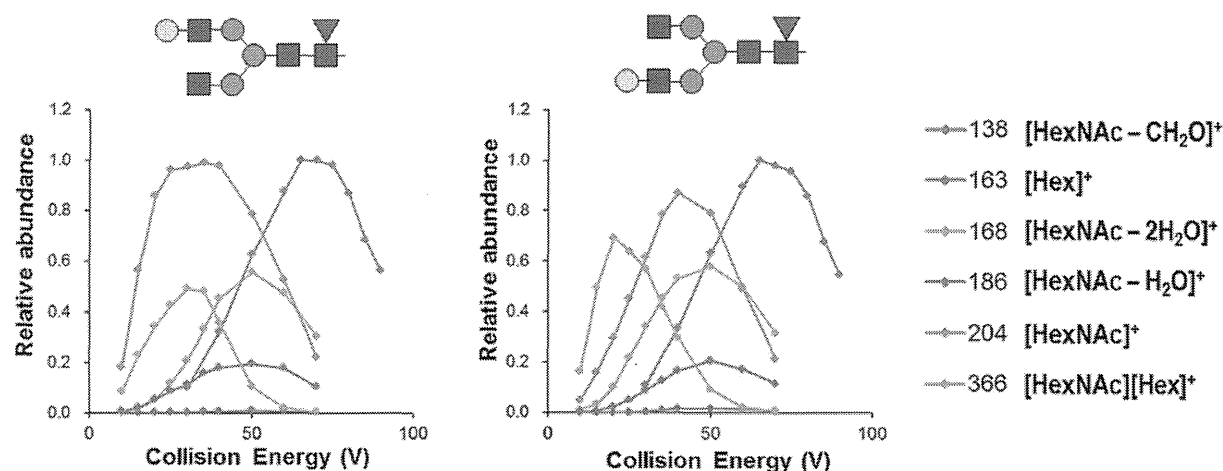 Relative abundance
1.2
1.0
0.8
0.6
0.4
0.2
0.0
0 50 100
Collision Energy (V)
Relative abundance
1.2
1.0
0.8
0.6
0.4
0.2
0.0
0 50 100
Collision Energy (V)
138 [HexNAc – CH₂O]⁺
163 [Hex]⁺
168 [HexNAc – 2H₂O]⁺
186 [HexNAc – H₂O]⁺
204 [HexNAc]⁺
366 [HexNAc][Hex]⁺